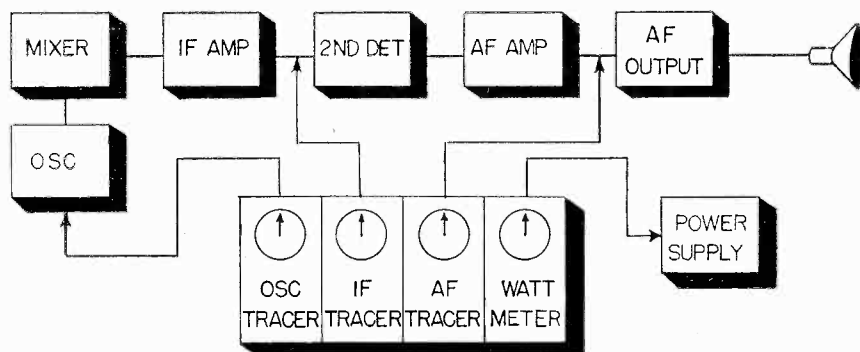 MIXER
IF AMP
2ND DET
AF AMP
AF
OUTPUT
OSC
OSC
TRACER
IF
TRACER
AF
TRACER
WATT
METER
POWER
SUPPLY